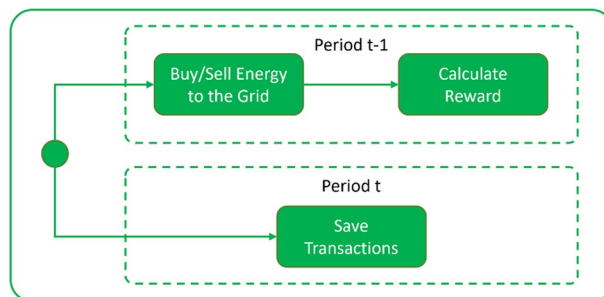 Period t-1
Buy/Sell Energy
to the Grid
Calculate
Reward
Period t
Save
Transactions